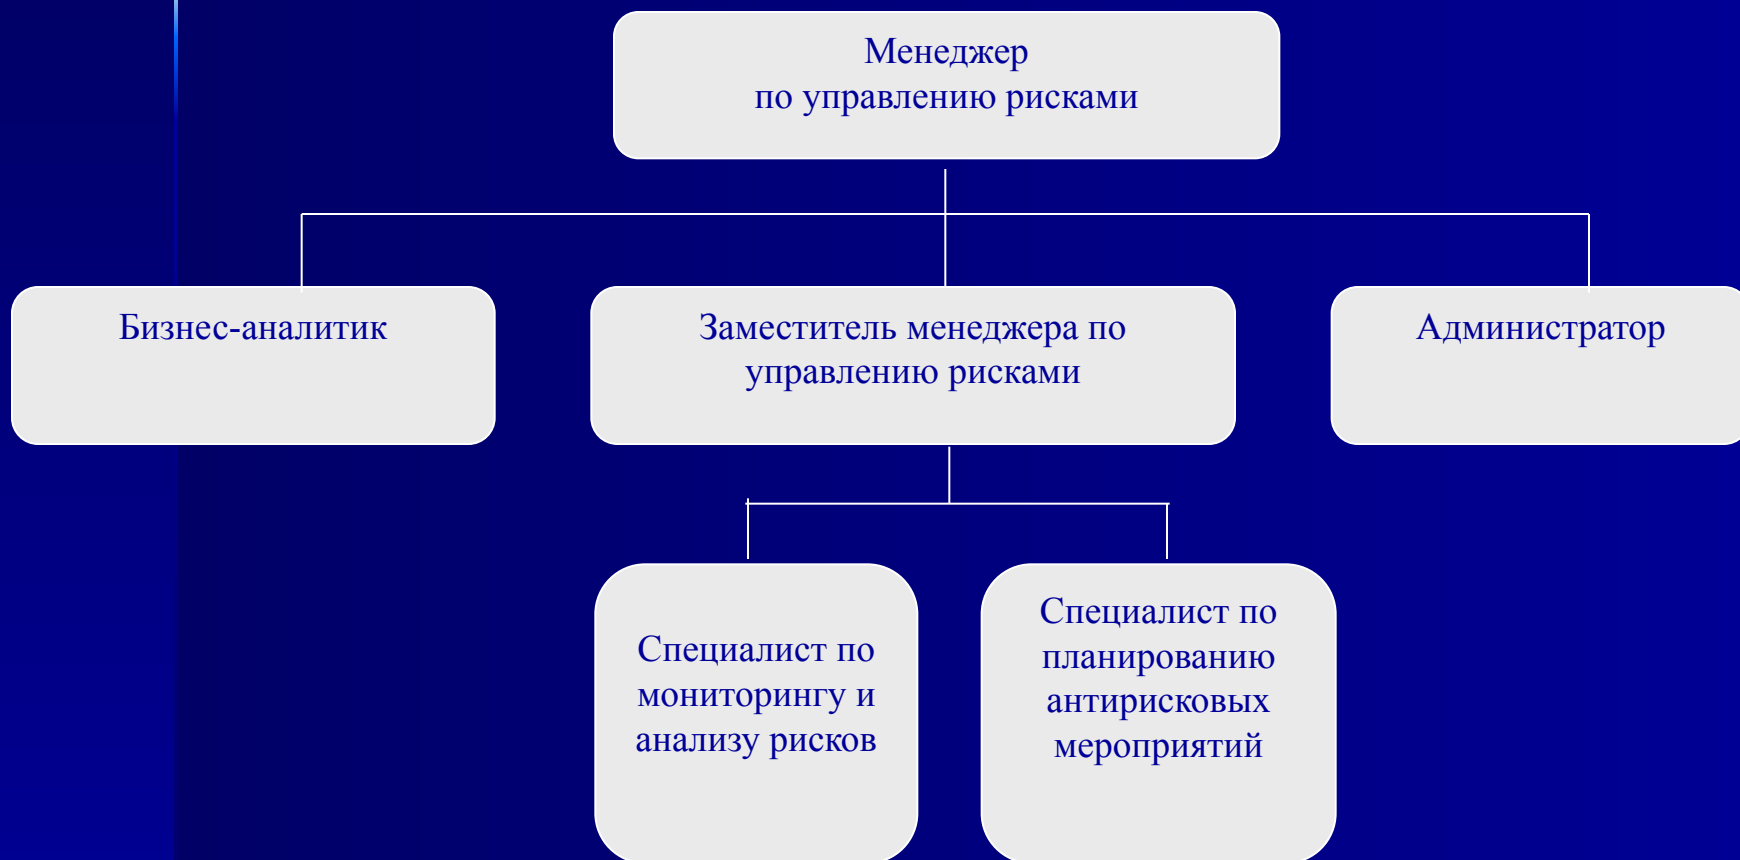 Менеджер
по управлению рисками
Бизнес-аналитик
Заместитель менеджера по
управлению рисками
Администратор
Специалист по
мониторингу и
анализу рисков
Специалист по
планированию
антирисковых
мероприятий